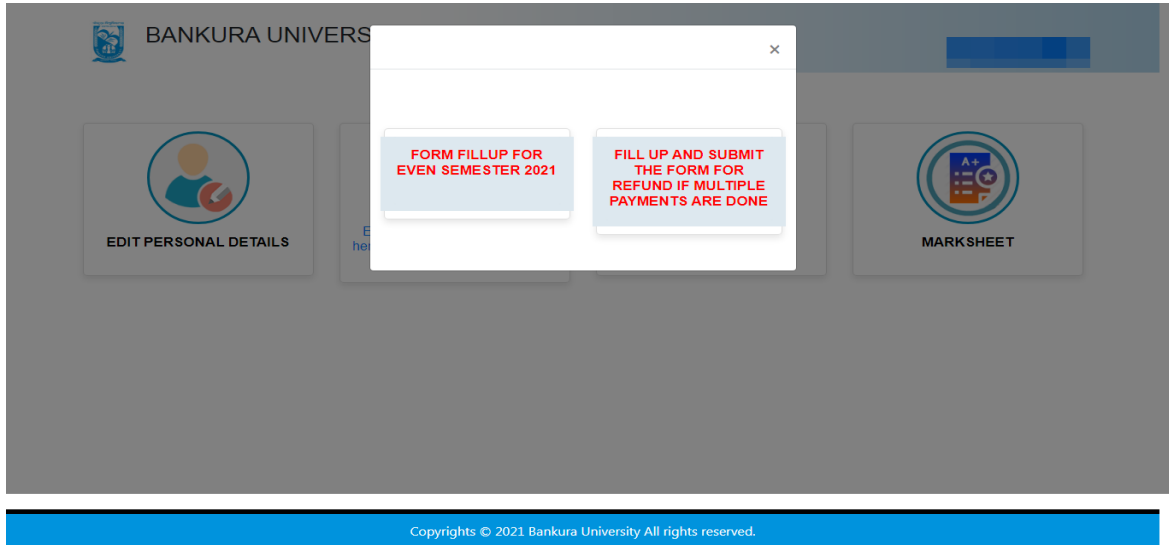 BANKURA UNIVERS
×
FORM FILLUP FOR
EVEN SEMESTER 2021
FILL UP AND SUBMIT
THE FORM FOR
REFUND IF MULTIPLE
PAYMENTS ARE DONE
EDIT PERSONAL DETAILS
E
her
A+
MARKSHEET
Copyrights © 2021 Bankura University All rights reserved.